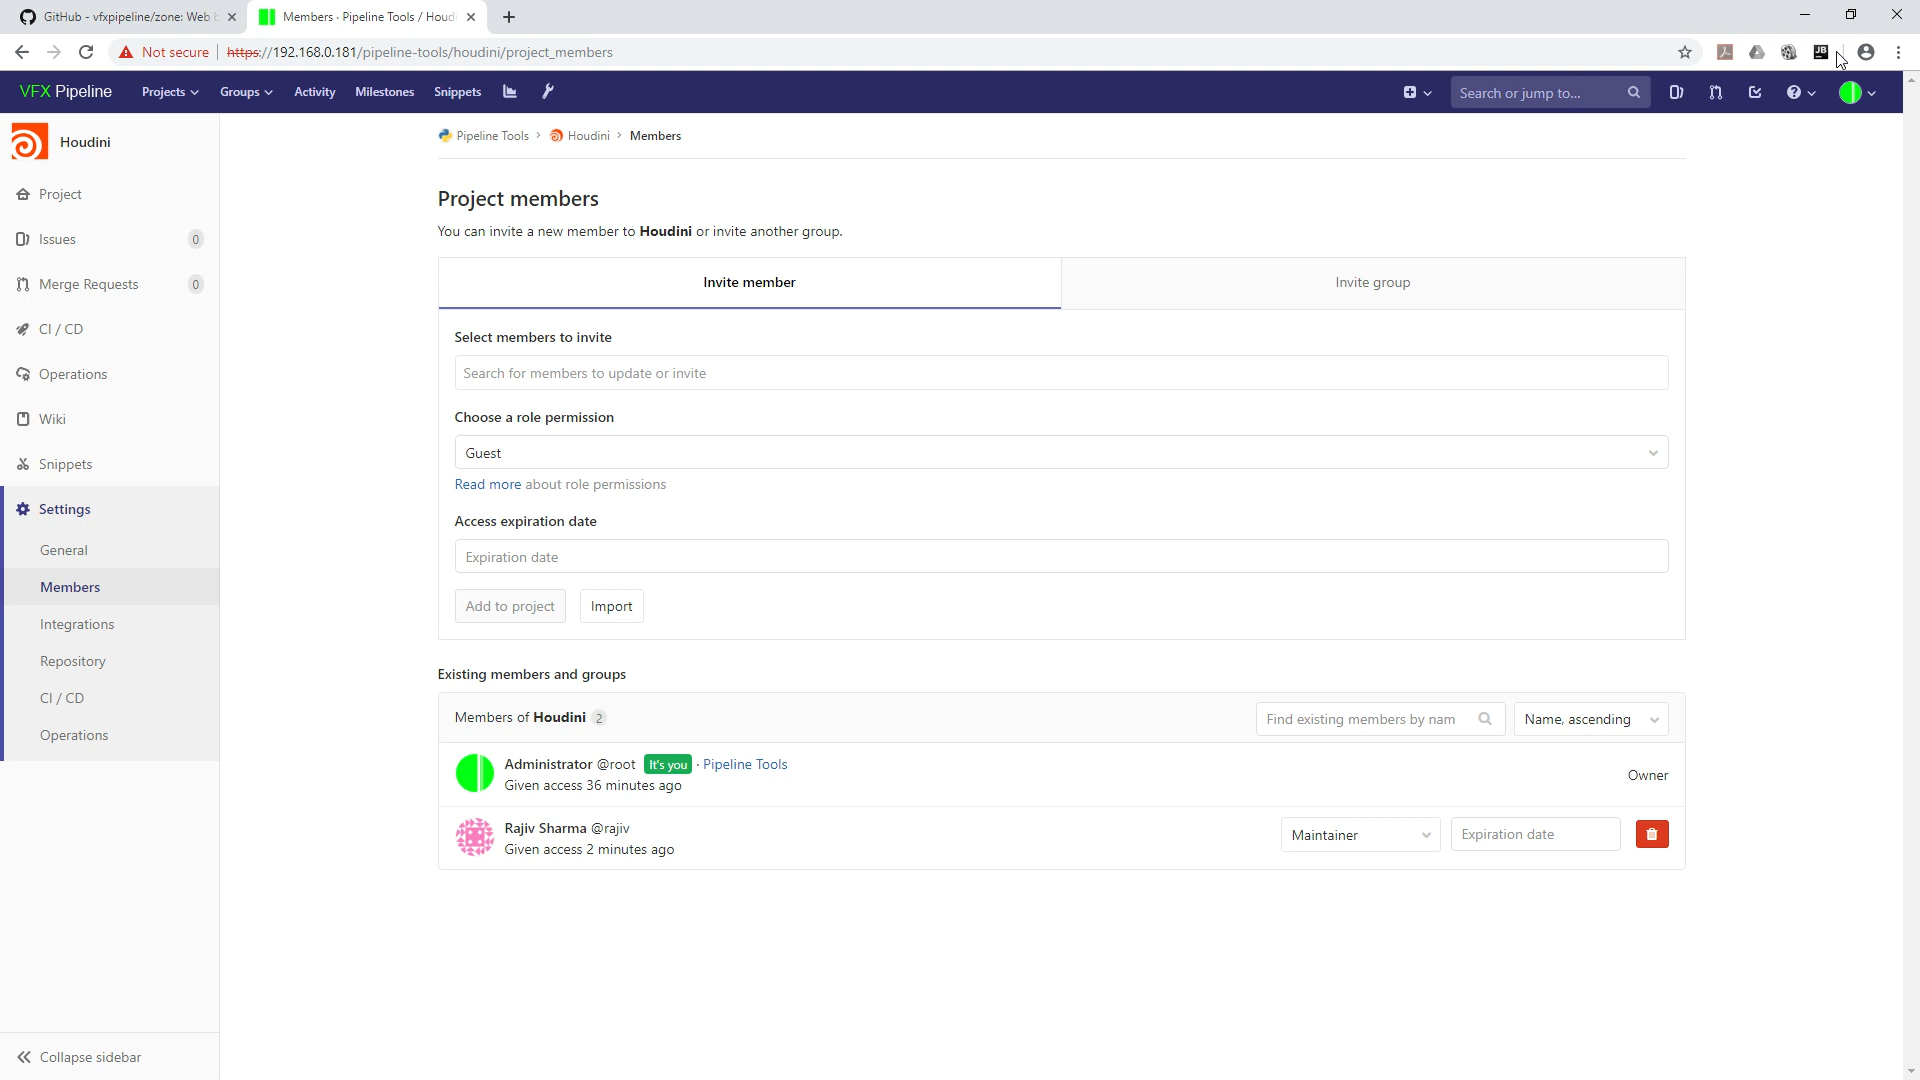 GitHub - vfxpipeline/zone: Web b
Members · Pipeline Tools / Houdi
Not secure
https://192.168.0.181/pipeline-tools/houdini/project_members
JB
VFX Pipeline
Projects
Groups
Activity
Milestones
Snippets
Search or jump to...
Houdini
Project
Issues
0
Merge Requests
0
CI / CD
Operations
Wiki
Snippets
Settings
General
Members
Integrations
Repository
CI / CD
Operations
Collapse sidebar
Pipeline Tools › Houdini › Members
Project members
You can invite a new member to Houdini or invite another group.
Invite member
Invite group
Select members to invite
Search for members to update or invite
Choose a role permission
Guest
Read more about role permissions
Access expiration date
Expiration date
Add to project
Import
Existing members and groups
Members of Houdini 2
Find existing members by nam
Name, ascending
Administrator @root It's you · Pipeline Tools
Given access 36 minutes ago
Owner
Rajiv Sharma @rajiv
Given access 2 minutes ago
Maintainer
Expiration date